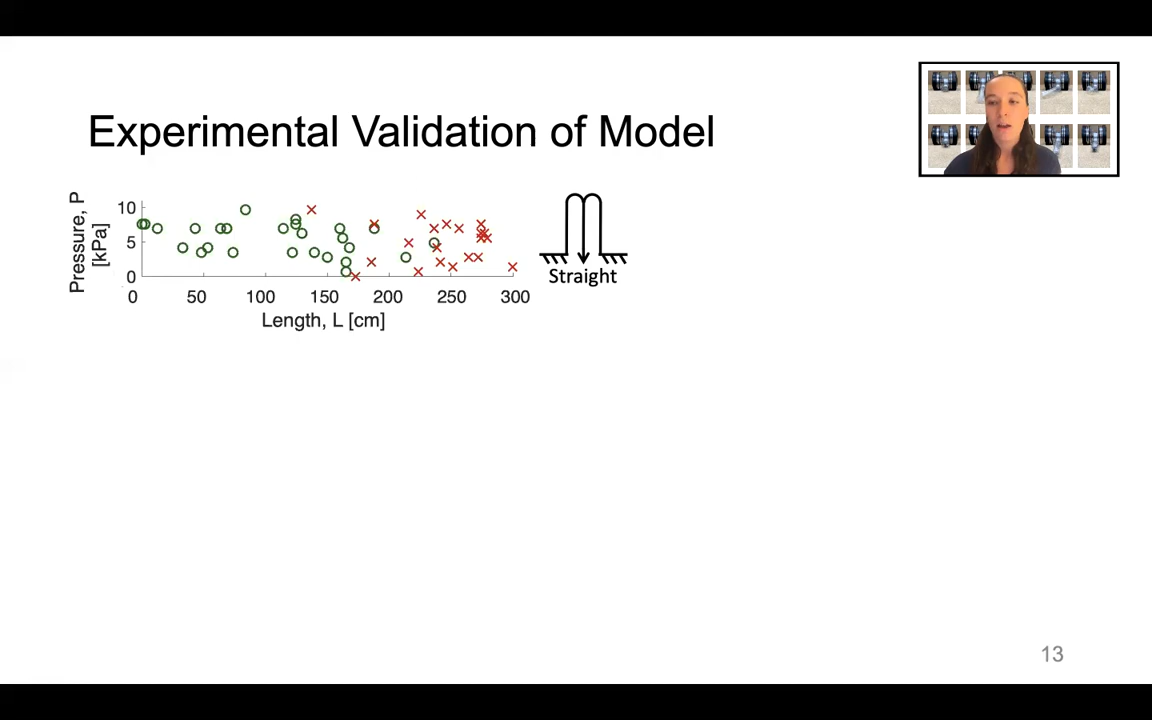 Experimental Validation of Model
Pressure, P
[kPa]
10
5
0
0 50 100 150 200 250 300
Length, L [cm]
Straight
13